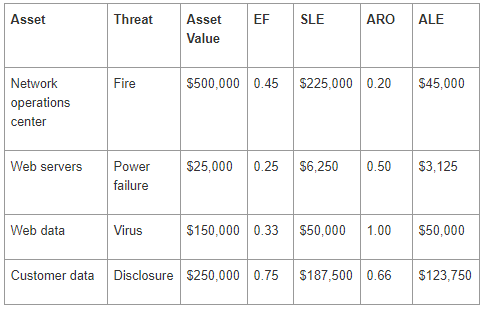 Asset Threat Asset Value EF SLE ARO ALE
Network operations center Fire $500,000 0.45 $225,000 0.20 $45,000
Web servers Power failure $25,000 0.25 $6,250 0.50 $3,125
Web data Virus $150,000 0.33 $50,000 1.00 $50,000
Customer data Disclosure $250,000 0.75 $187,500 0.66 $123,750